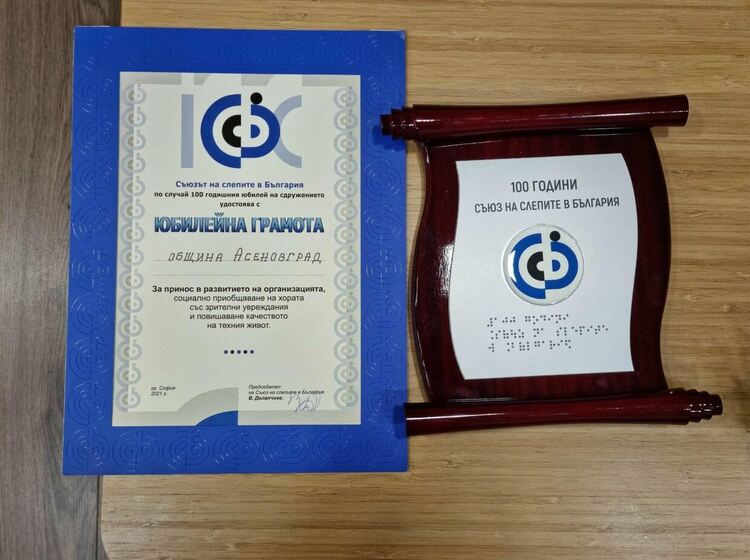 Съюзът на слепите в България
по случай 100 годишния юбилей на сдружението
удостоява с
ЮБИЛЕЙНА ГРАМОТА
ОБЩИНА АСЕНОВГРАД
За принос в развитието на организацията,
социално приобщаване на хората
със зрителни увреждания
и повишаване качеството
на техния живот.
гр. София
2021 г.
Председател
на Съюз на слепите в България
В. Делапчиев:
100 ГОДИНИ
СЪЮЗ НА СЛЕПИТЕ В БЪЛГАРИЯ